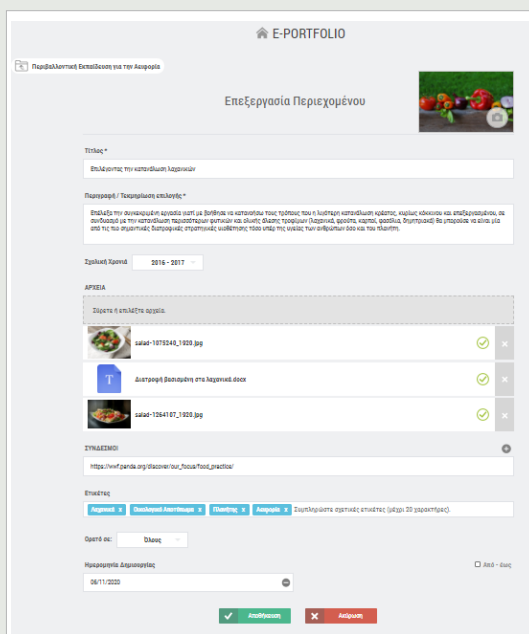 E-PORTFOLIO
Περιβαλλοντική Εκπαίδευση για την Αειφορία
Επεξεργασία Περιεχομένου
Τίτλος *
Επιλέγοντας την κατανάλωση λαχανικών
Περιγραφή / Τεκμηρίωση επιλογής *
Επέλεξα την συγκεκριμένη εργασία γιατί με βοήθησε να κατανοήσω τους τρόπους που η λιγότερη κατανάλωση κρέατος, κυρίως κόκκινου και επεξεργασμένου, σε
συνδυασμό με την κατανάλωση περισσότερων φυτικών και ολικής άλεσης τροφίμων (λαχανικά, φρούτα, καρποί, φασόλια, δημητριακά) θα μπορούσε να είναι μία
από τις πιο σημαντικές διατροφικές στρατηγικές υιοθέτησης τόσο υπέρ της υγείας των ανθρώπων όσο και του πλανήτη.
Σχολική Χρονιά 2016 - 2017
ΑΡΧΕΙΑ
Σύρετε ή επιλέξτε αρχεία.
salad-1075240_1920.jpg
T Διατροφή βασισμένη στα λαχανικά.docx
salad-1264107_1920.jpg
ΣΥΝΔΕΣΜΟΙ
https://wwf.panda.org/discover/our_focus/food_practice/
Ετικέτες
Λαχανικά x Οικολογικό Αποτύπωμα x Πλανήτης x Αειφορία x Συμπληρώστε σχετικές ετικέτες (μέχρι 20 χαρακτήρες).
Ορατό σε: Όλους
Ημερομηνία Δημιουργίας Από - έως
06/11/2020
Αποθήκευση Ακύρωση